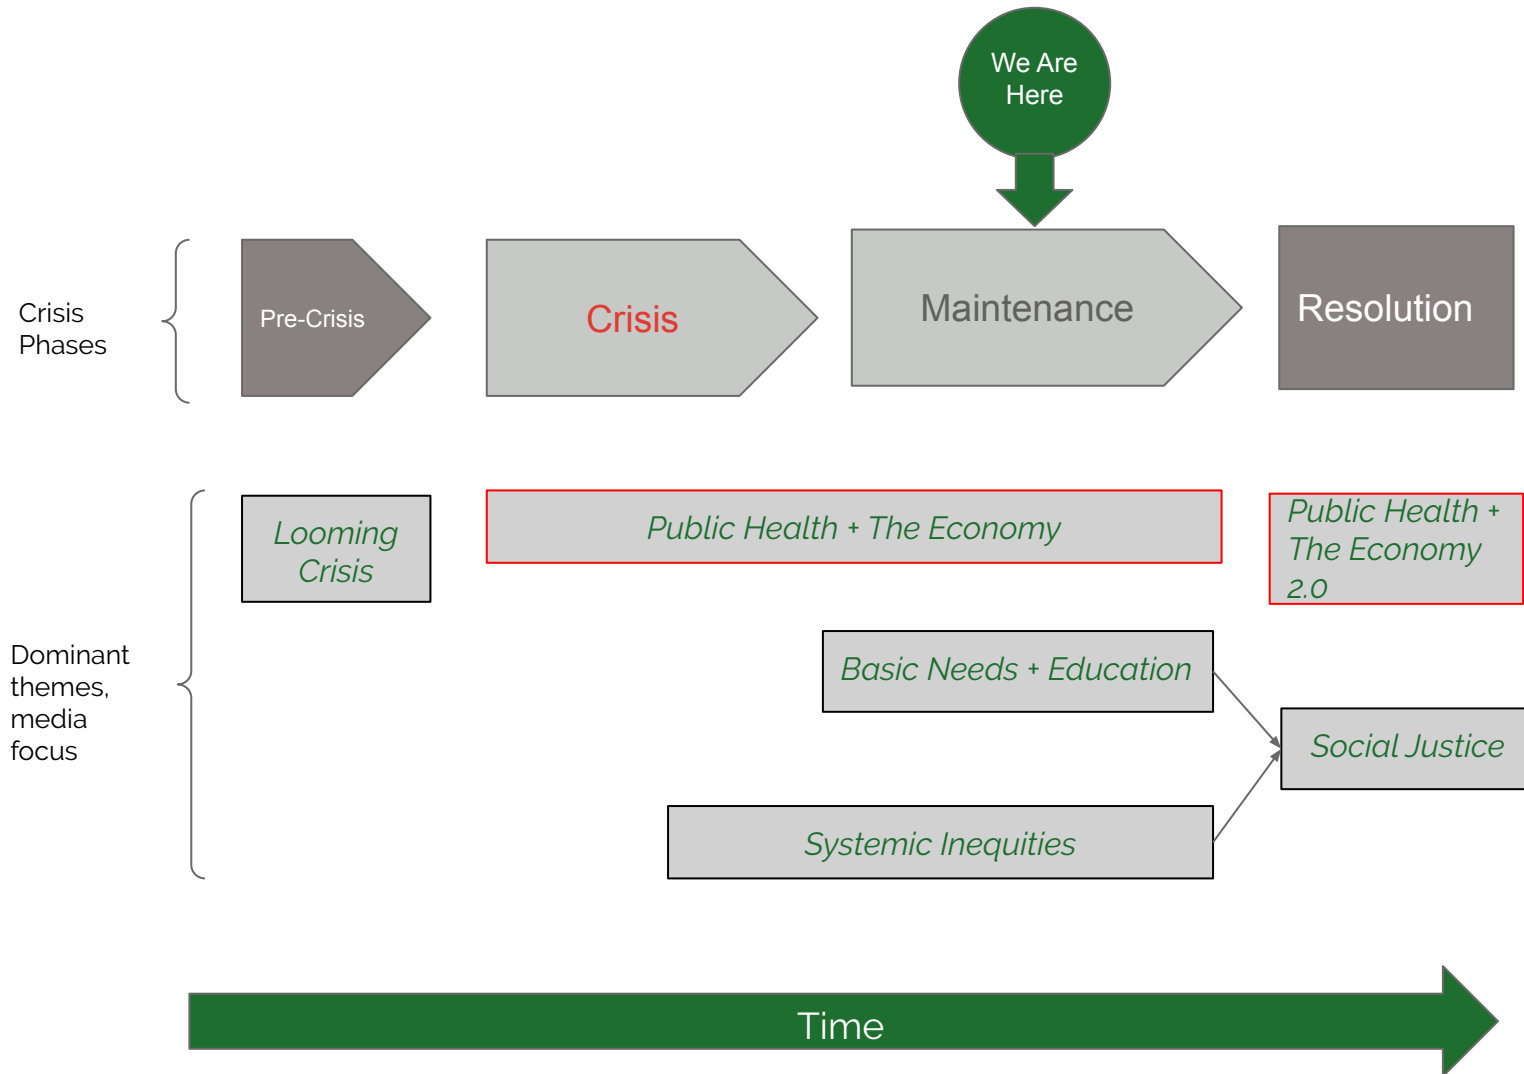 We Are
Here
Crisis
Phases
Pre-Crisis
Crisis
Maintenance
Resolution
Dominant
themes,
media
focus
Looming
Crisis
Public Health + The Economy
Public Health +
The Economy
2.0
Basic Needs + Education
Social Justice
Systemic Inequities
Time